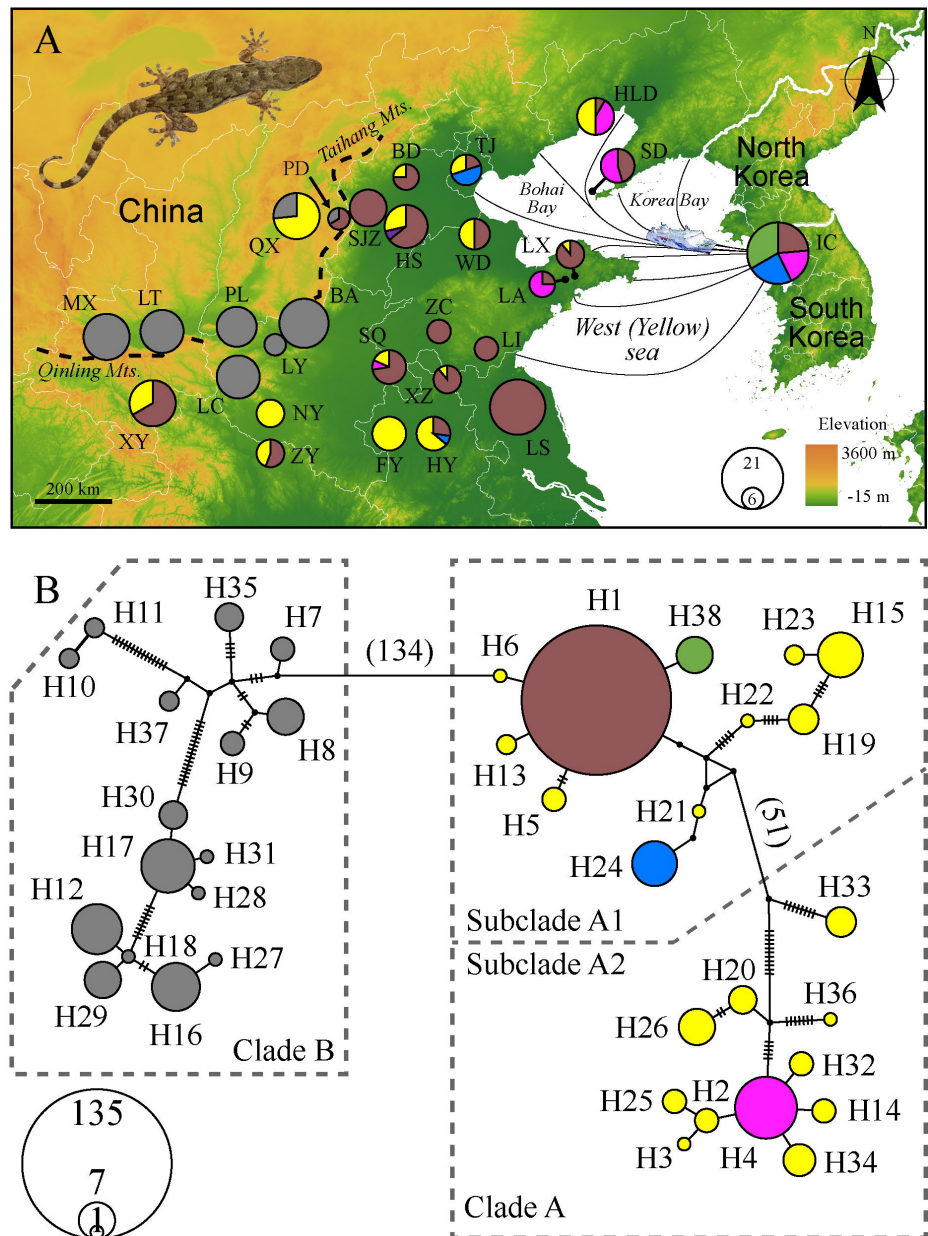 A
N
HLD
Taihang Mts.
TJ
BD
SD
PD
North
Korea
China
Bohai
Bay
Korea Bay
QX
SJZ
HS
WD
LX
IC
LA
South
Korea
MX
LT
PL
BA
ZC
West (Yellow)
sea
SQ
LI
LY
Qinling Mts.
XZ
LC
NY
XY
LS
FY
HY
ZY
Elevation
3600 m
-15 m
21
6
200 km
B
H35
H11
H7
H10
(134)
H6
H1
H38
H23
H15
H37
H9
H8
H22
H19
H13
H5
H30
H21
(51)
H17
H31
H24
H28
H12
H33
Subclade A1
H18
H27
Subclade A2
H29
H16
H20
H36
H26
Clade B
H32
H25
H2
H14
H3
H4
H34
135
7
1
Clade A